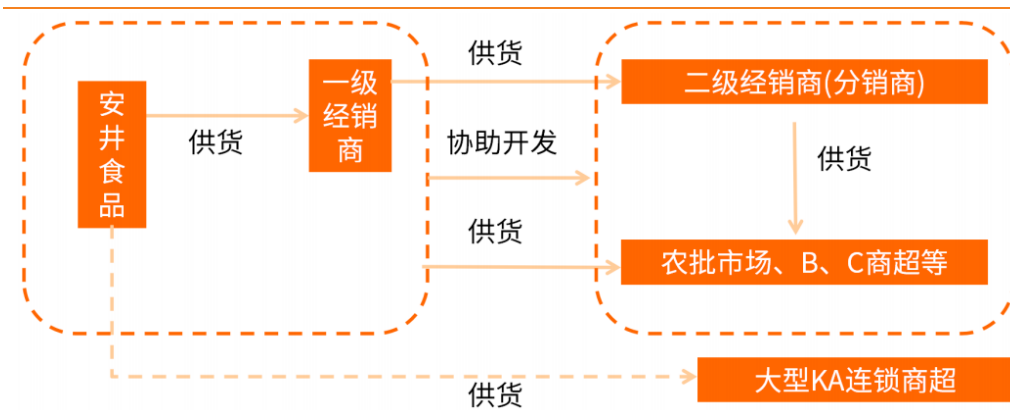 供货
一级
经销
商
二级经销商(分销商)
安
井
食
品
供货
协助开发
供货
供货
农批市场、B、C商超等
大型KA连锁商超
供货